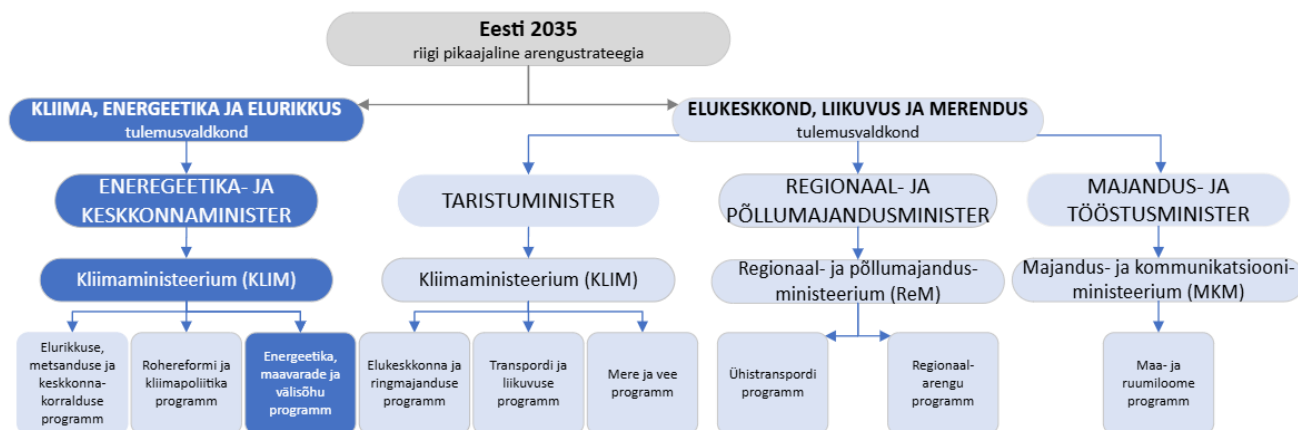 Eesti 2035
riigi pikaajaline arengustrateegia
KLIIMA, ENERGEETIKA JA ELURIKKUS
tulemusvaldkond
ELUKESKKOND, LIIKUVUS JA MERENDUS
tulemusvaldkond
ENEREGEETIKA- JA
KESKKONNAMINISTER
TARISTUMINISTER
REGIONAAL- JA
PÕLLUMAJANDUSMINISTER
MAJANDUS- JA
TÖÖSTUSMINISTER
Kliimaministeerium (KLIM)
Kliimaministeerium (KLIM)
Regionaal- ja põllumajandus-
ministeerium (ReM)
Majandus- ja kommunikatsiooni-
ministeerium (MKM)
Elurikkuse,
metsanduse ja
keskkonna-
korralduse
programm
Rohereformi ja
kliimapoliitika
programm
Energeetika,
maavarade ja
välisõhu
programm
Elukeskkonna ja
ringmajanduse
programm
Transpordi ja
liikuvuse
programm
Mere ja vee
programm
Ühistranspordi
programm
Regionaal-
arengu
programm
Maa- ja
ruumiloome
programm